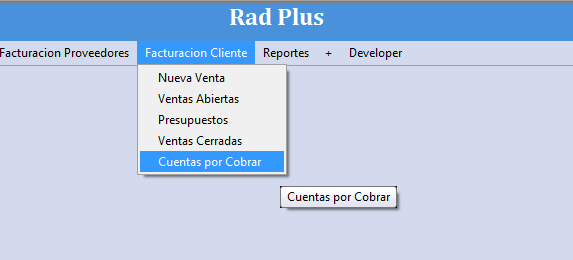 Rad Plus
Facturacion Proveedores Facturacion Cliente Reportes + Developer
Nueva Venta
Ventas Abiertas
Presupuestos
Ventas Cerradas
Cuentas por Cobrar
Cuentas por Cobrar